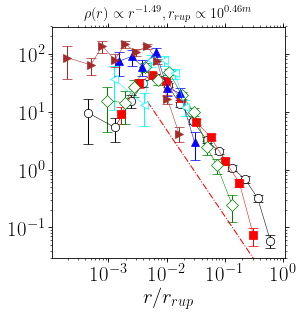 ρ(r) ∝ r^{-1.49}, r_{rup} ∝ 10^{0.46m}
10^2
10^1
10^0
10^{-1}
10^{-3} 10^{-2} 10^{-1} 10^0
r/r_{rup}